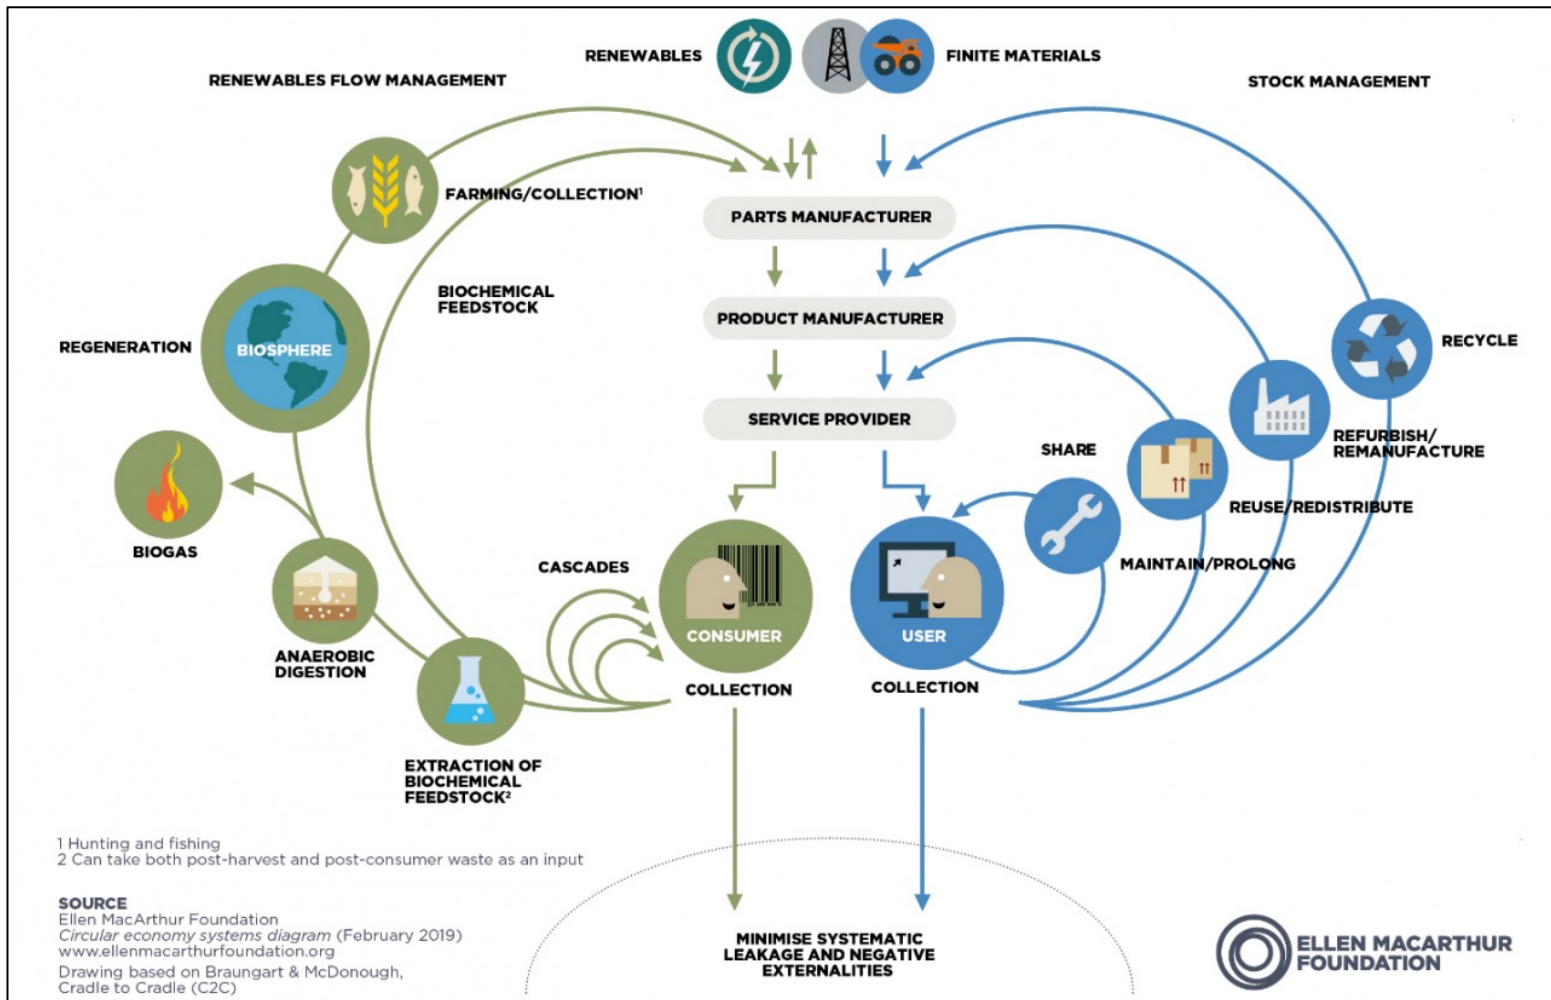 RENEWABLES
FINITE MATERIALS
RENEWABLES FLOW MANAGEMENT
STOCK MANAGEMENT
FARMING/COLLECTION¹
PARTS MANUFACTURER
BIOCHEMICAL
FEEDSTOCK
PRODUCT MANUFACTURER
REGENERATION
BIOSPHERE
RECYCLE
SERVICE PROVIDER
SHARE
REFURBISH/
REMANUFACTURE
REUSE/REDISTRIBUTE
BIOGAS
CASCADES
MAINTAIN/PROLONG
CONSUMER
USER
ANAEROBIC
DIGESTION
COLLECTION
COLLECTION
EXTRACTION OF
BIOCHEMICAL
FEEDSTOCK²
1 Hunting and fishing
2 Can take both post-harvest and post-consumer waste as an input
SOURCE
Ellen MacArthur Foundation
Circular economy systems diagram (February 2019)
www.ellenmacarthurfoundation.org
Drawing based on Braungart & McDonough,
Cradle to Cradle (C2C)
MINIMISE SYSTEMATIC
LEAKAGE AND NEGATIVE
EXTERNALITIES
ELLEN MACARTHUR
FOUNDATION